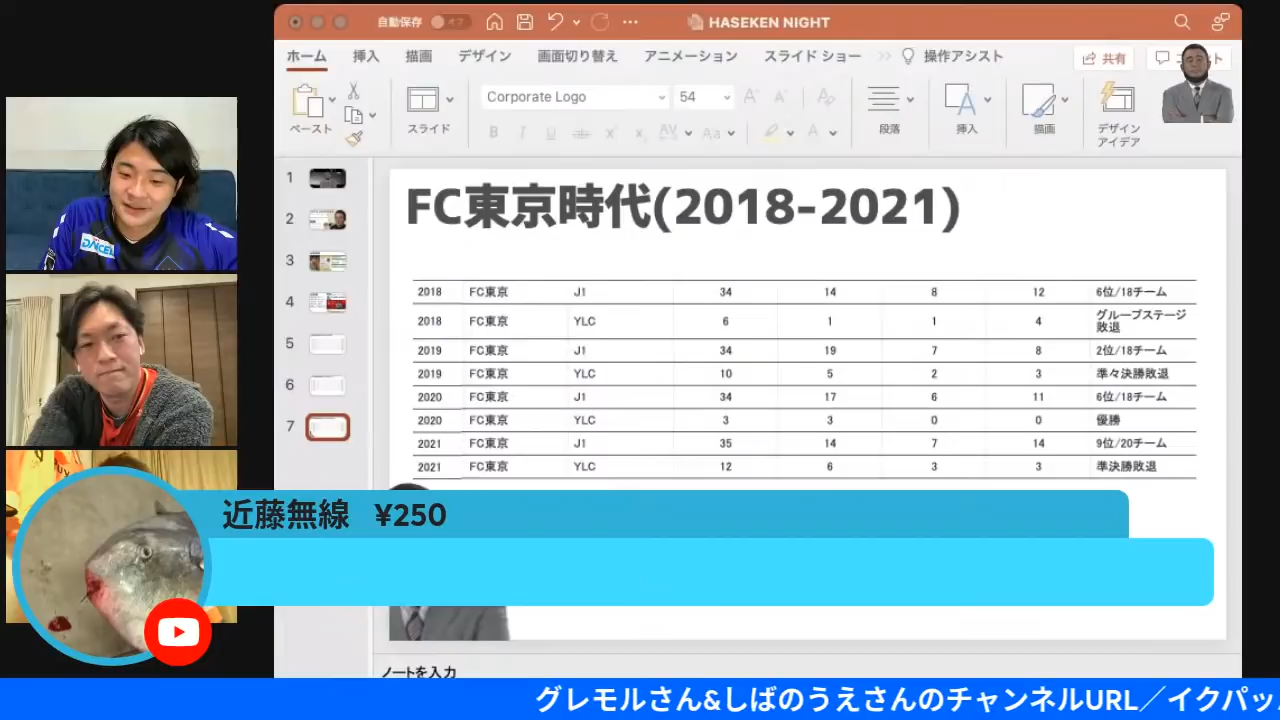 自動保存 オフ HASEKEN NIGHT
ホーム 挿入 描画 デザイン 画面切り替え アニメーション スライド ショー 操作アシスト 共有
ペースト スライド Corporate Logo 54 段落 挿入 描画 デザイン アイデア
1
2
3
4
5
6
7
FC東京時代(2018-2021)
2018 FC東京 J1 34 14 8 12 6位/18チーム
2018 FC東京 YLC 6 1 1 4 グループステージ敗退
2019 FC東京 J1 34 19 7 8 2位/18チーム
2019 FC東京 YLC 10 5 2 3 準々決勝敗退
2020 FC東京 J1 34 17 6 11 6位/18チーム
2020 FC東京 YLC 3 3 0 0 優勝
2021 FC東京 J1 35 14 7 14 9位/20チーム
2021 FC東京 YLC 12 6 3 3 準決勝敗退
DAICEL
近藤無線 ¥250
ノートを入力
グレモルさん&しばのうえさんのチャンネルURL／イクパッ